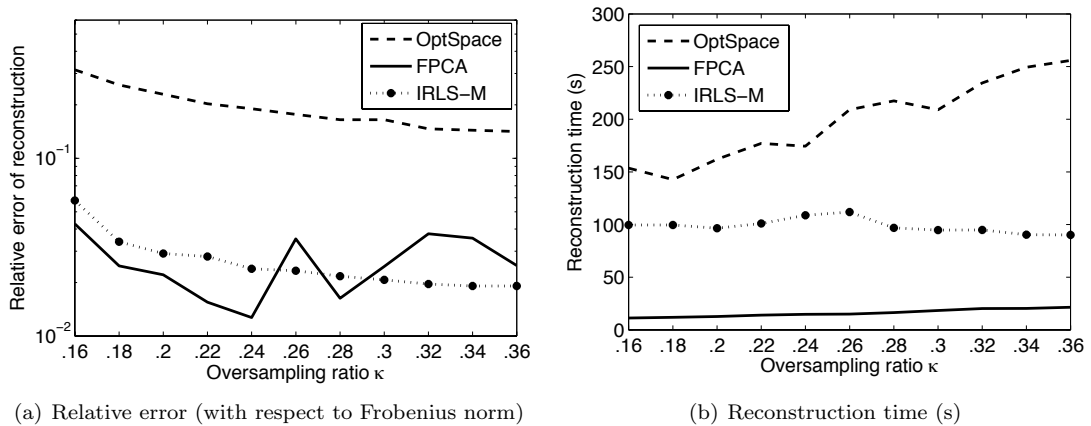 Relative error of reconstruction
10⁻¹
10⁻²
OptSpace
FPCA
IRLS−M
.16 .18 .2 .22 .24 .26 .28 .3 .32 .34 .36
Oversampling ratio κ
(a) Relative error (with respect to Frobenius norm)
Reconstruction time (s)
300
250
200
150
100
50
0
OptSpace
FPCA
IRLS−M
.16 .18 .2 .22 .24 .26 .28 .3 .32 .34 .36
Oversampling ratio κ
(b) Reconstruction time (s)